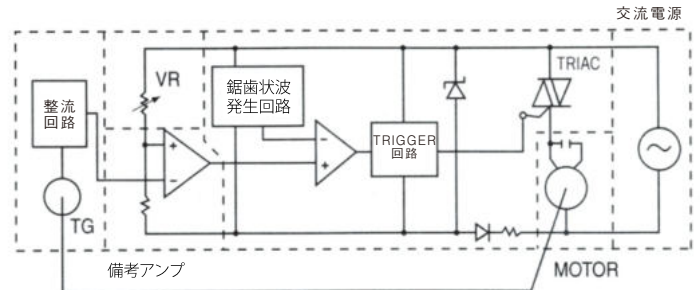 交流電源
TRIAC
VR
鋸歯状波
発生回路
整流
回路
TRIGGER
回路
TG
備考アンプ
MOTOR